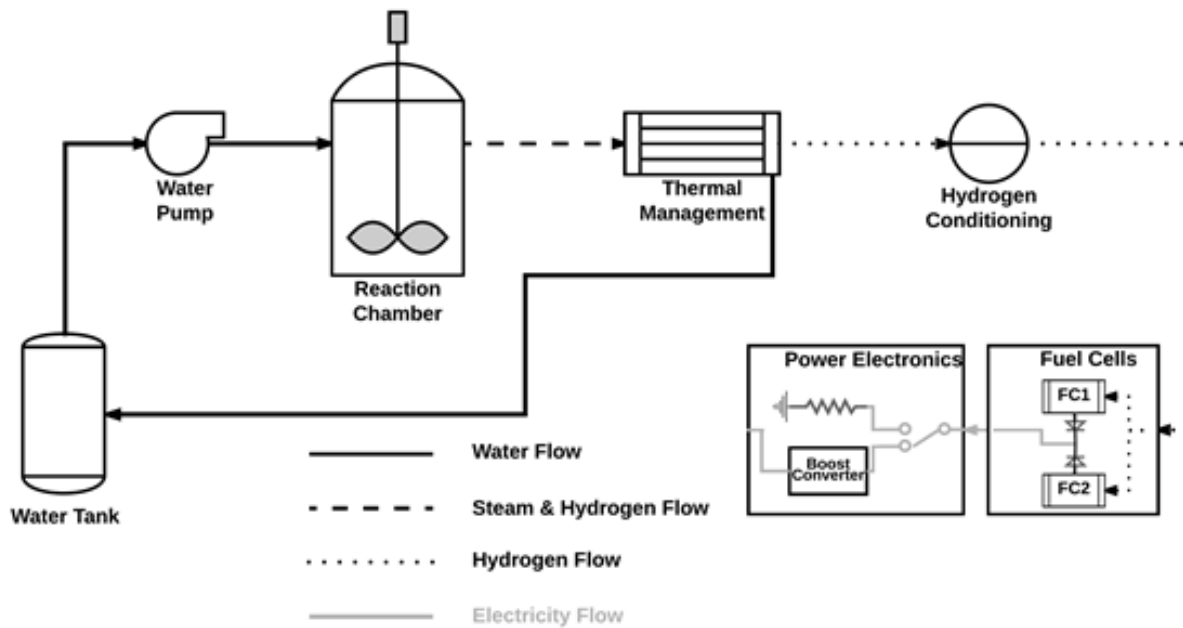 Water
Pump
Reaction
Chamber
Thermal
Management
Hydrogen
Conditioning
Water Tank
Power Electronics
Boost
Converter
Fuel Cells
FC1
FC2
Water Flow
Steam & Hydrogen Flow
Hydrogen Flow
Electricity Flow